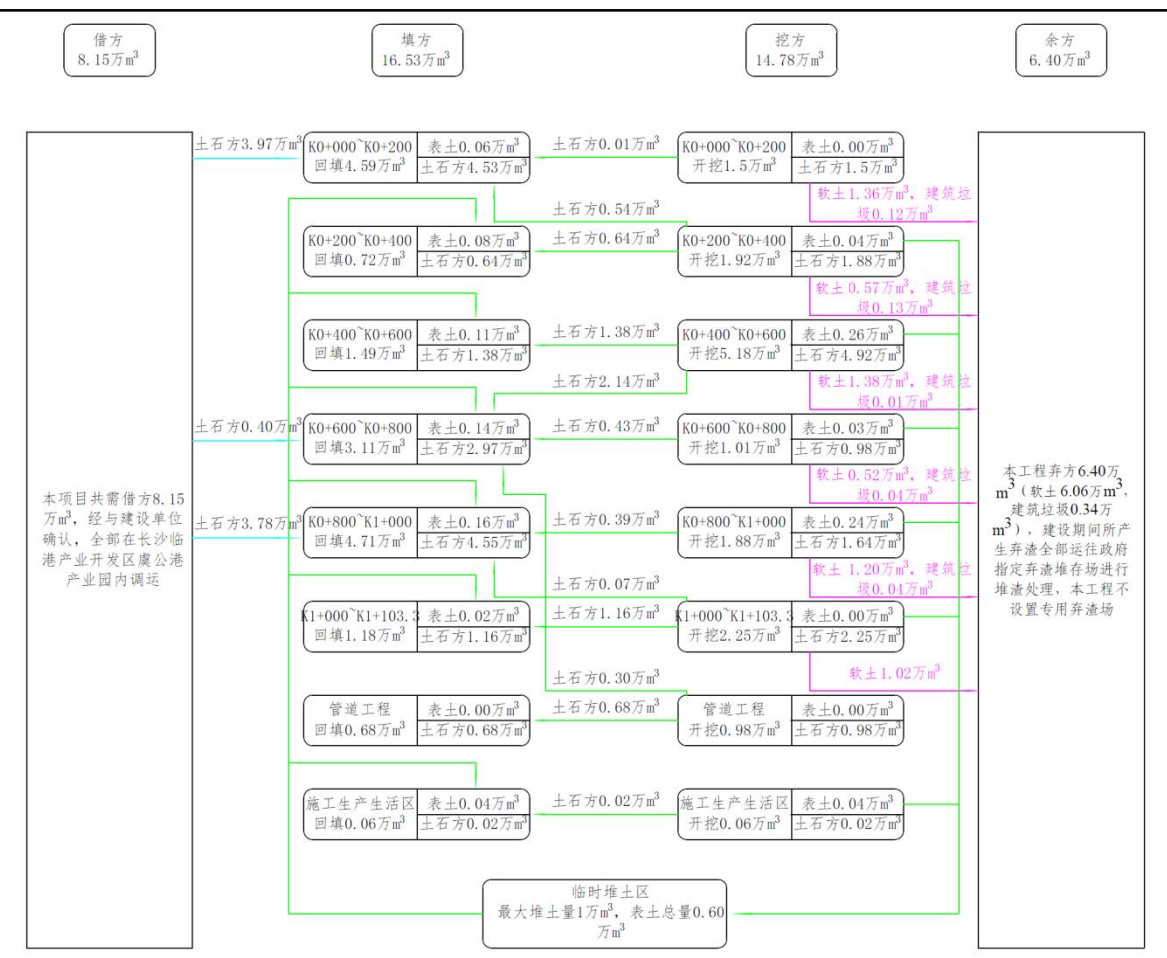 借方
8.15万m³
填方
16.53万m³
挖方
14.78万m³
余方
6.40万m³
本项目共需借方8.15
万m³，经与建设单位
确认，全部在长沙临
港产业开发区虞公港
产业园内调运
土石方3.97万m³
土石方0.40万m³
土石方3.78万m³
K0+000~K0+200
回填4.59万m³
表土0.06万m³
土石方4.53万m³
土石方0.01万m³
K0+000~K0+200
开挖1.5万m³
表土0.00万m³
土石方1.5万m³
软土1.36万m³，建筑垃
圾0.12万m³
土石方0.54万m³
K0+200~K0+400
回填0.72万m³
表土0.08万m³
土石方0.64万m³
土石方0.64万m³
K0+200~K0+400
开挖1.92万m³
表土0.04万m³
土石方1.88万m³
软土0.57万m³，建筑垃
圾0.13万m³
K0+400~K0+600
回填1.49万m³
表土0.11万m³
土石方1.38万m³
土石方1.38万m³
K0+400~K0+600
开挖5.18万m³
表土0.26万m³
土石方4.92万m³
软土1.38万m³，建筑垃
圾0.01万m³
土石方2.14万m³
K0+600~K0+800
回填3.11万m³
表土0.14万m³
土石方2.97万m³
土石方0.43万m³
K0+600~K0+800
开挖1.01万m³
表土0.03万m³
土石方0.98万m³
软土0.52万m³，建筑垃
圾0.04万m³
K0+800~K1+000
回填4.71万m³
表土0.16万m³
土石方4.55万m³
土石方0.39万m³
K0+800~K1+000
开挖1.88万m³
表土0.24万m³
土石方1.64万m³
软土 1.20万m³，建筑垃
圾0.04万m³
土石方0.07万m³
K1+000~K1+103.3
回填1.18万m³
表土0.02万m³
土石方1.16万m³
土石方1.16万m³
K1+000~K1+103.3
开挖2.25万m³
表土0.00万m³
土石方2.25万m³
软土1.02万m³
土石方0.30万m³
管道工程
回填0.68万m³
表土0.00万m³
土石方0.68万m³
土石方0.68万m³
管道工程
开挖0.98万m³
表土0.00万m³
土石方0.98万m³
施工生产生活区
回填0.06万m³
表土0.04万m³
土石方0.02万m³
土石方0.02万m³
施工生产生活区
开挖0.06万m³
表土0.04万m³
土石方0.02万m³
临时堆土区
最大堆土量1万m³，表土总量0.60
万m³
本工程弃方6.40万
m³（软土6.06万m³，
建筑垃圾0.34万
m³），建设期间所产
生弃渣全部运往政府
指定弃渣堆存场进行
堆渣处理，本工程不
设置专用弃渣场